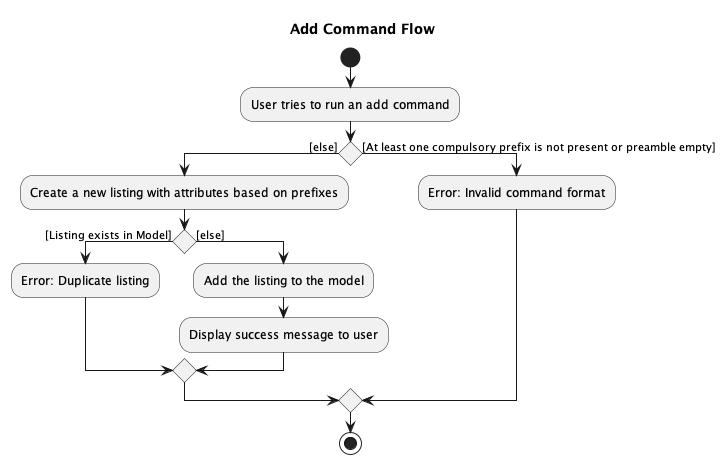 Add Command Flow
User tries to run an add command
[else]
[At least one compulsory prefix is not present or preamble empty]
Create a new listing with attributes based on prefixes
Error: Invalid command format
[Listing exists in Model]
[else]
Error: Duplicate listing
Add the listing to the model
Display success message to user